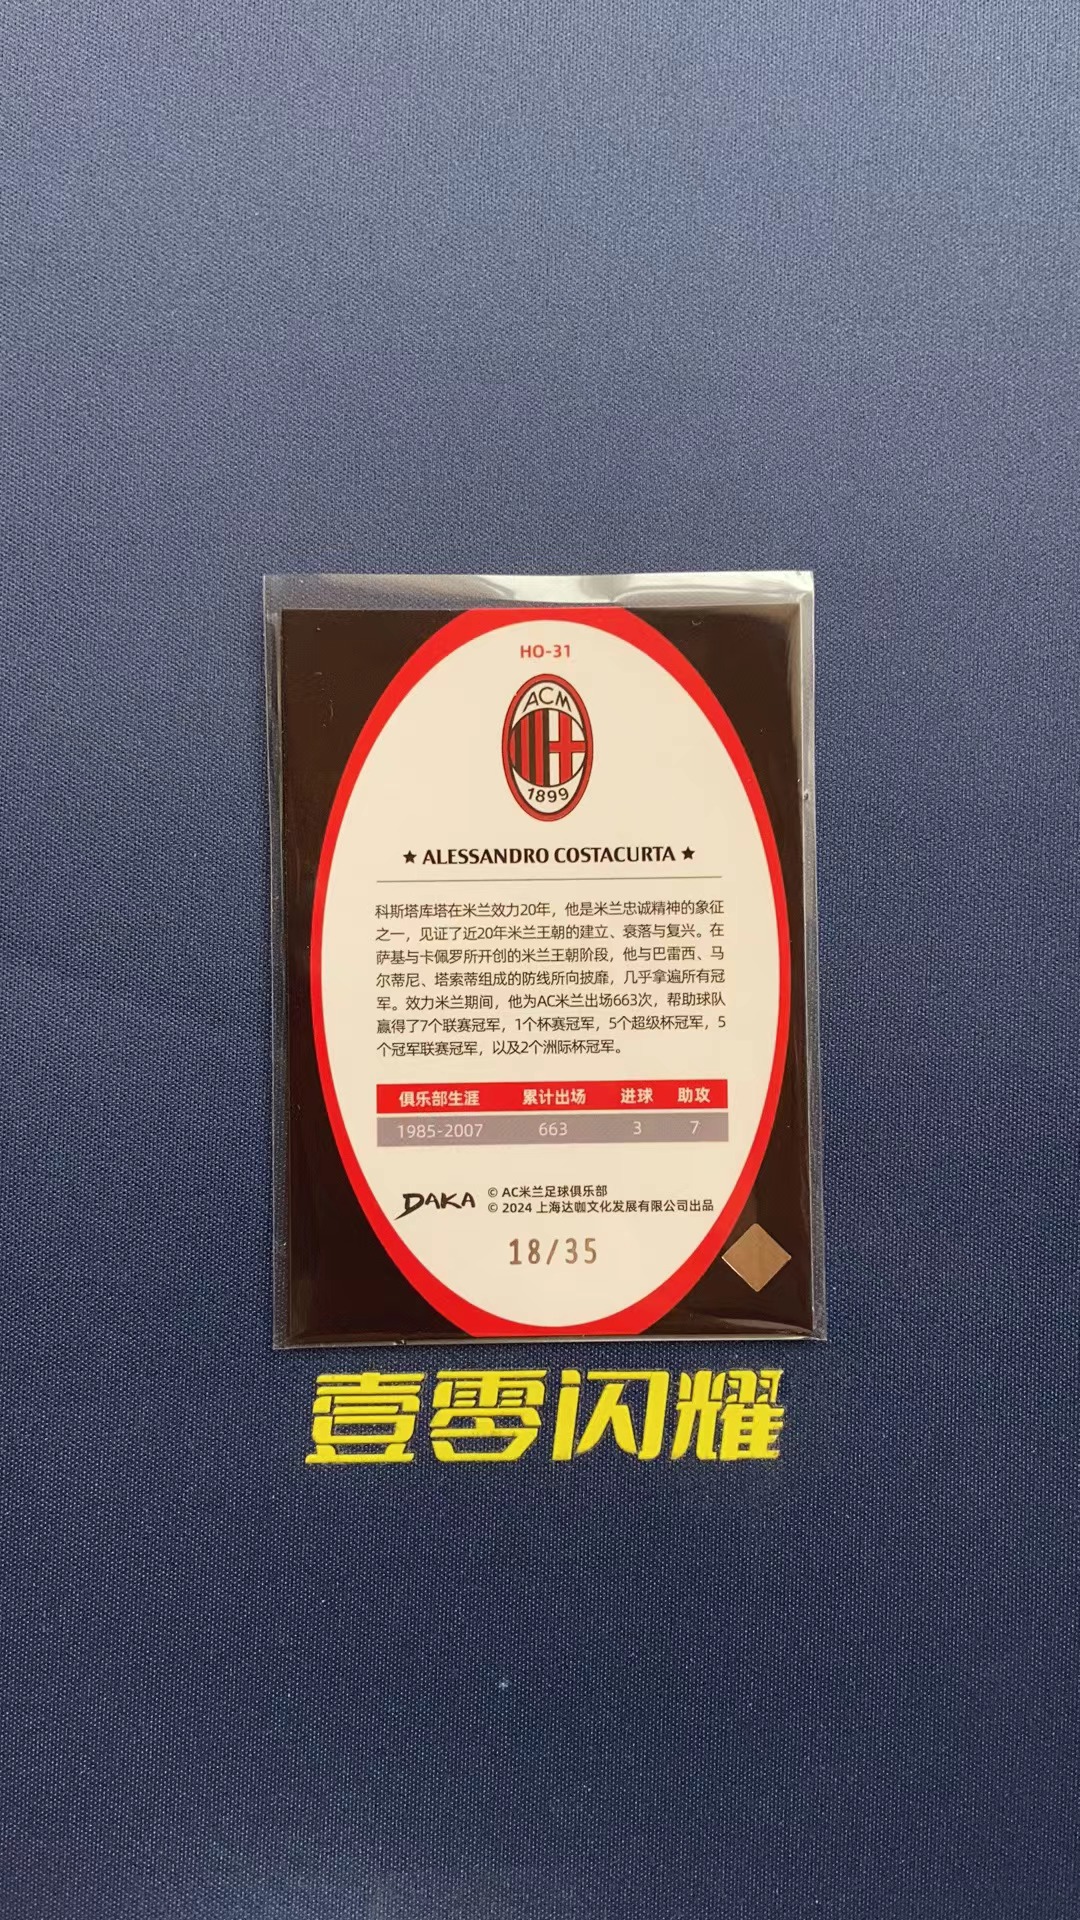 HO-31
ACM
1899
★ ALESSANDRO COSTACURTA ★
科斯塔库塔在米兰效力20年，他是米兰忠诚精神的象征
之一，见证了近20年米兰王朝的建立、衰落与复兴。在
萨基与卡佩罗所开创的米兰王朝阶段，他与巴雷西、马
尔蒂尼、塔索蒂组成的防线所向披靡，几乎拿遍所有冠
军。效力米兰期间，他为AC米兰出场663次，帮助球队
赢得了7个联赛冠军，1个杯赛冠军，5个超级杯冠军，5
个冠军联赛冠军，以及2个洲际杯冠军。
俱乐部生涯 累计出场 进球 助攻
1985-2007 663 3 7
DAKA
© AC米兰足球俱乐部
© 2024 上海达咖文化发展有限公司出品
18/35
壹零闪耀